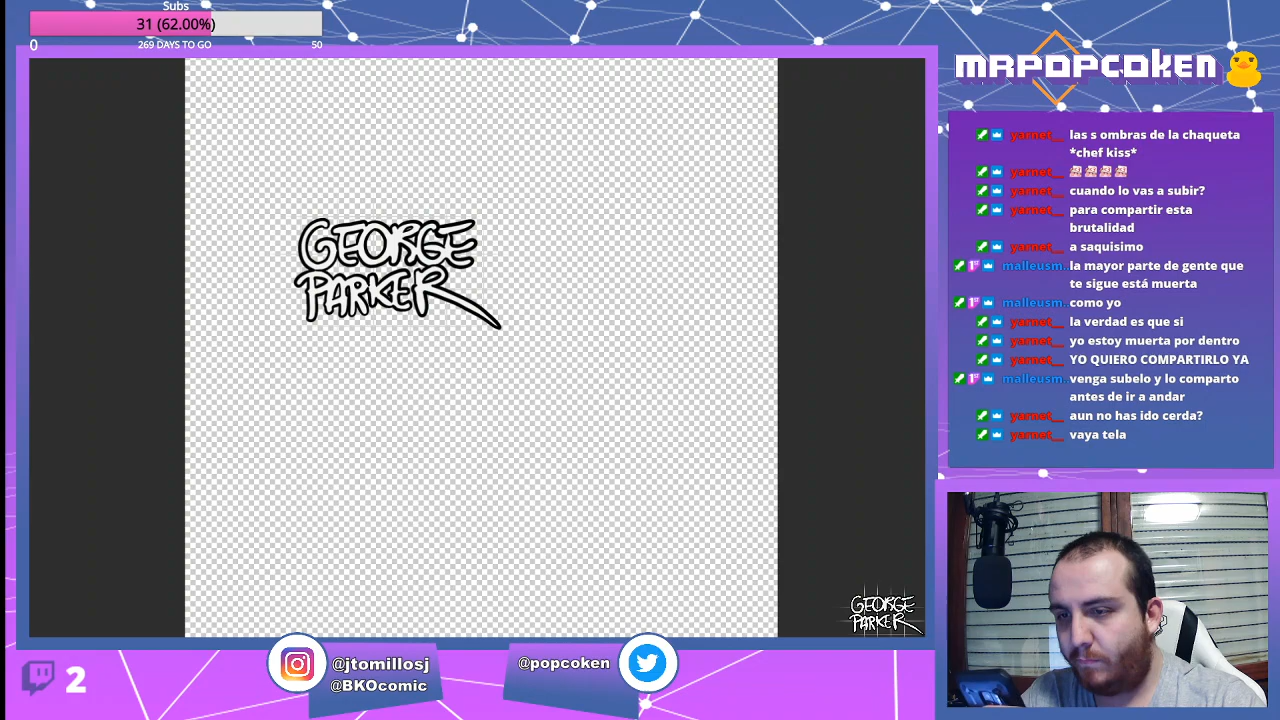 Subs
31 (62.00%)
0
269 DAYS TO GO
50
MRPOPCOKEN
GEORGE
PARKER
yarnet__ las s ombras de la chaqueta
*chef kiss*
yarnet__
yarnet__ cuando lo vas a subir?
yarnet__ para compartir esta
brutalidad
yarnet__ a saquisimo
malleusm.. la mayor parte de gente que
te sigue está muerta
malleusm.. como yo
yarnet__ la verdad es que si
yarnet__ yo estoy muerta por dentro
yarnet__ YO QUIERO COMPARTIRLO YA
malleusm.. venga subelo y lo comparto
antes de ir a andar
yarnet__ aun no has ido cerda?
yarnet__ vaya tela
GEORGE
PARKER
2
@jtomillosj
@BKOcomic
@popcoken